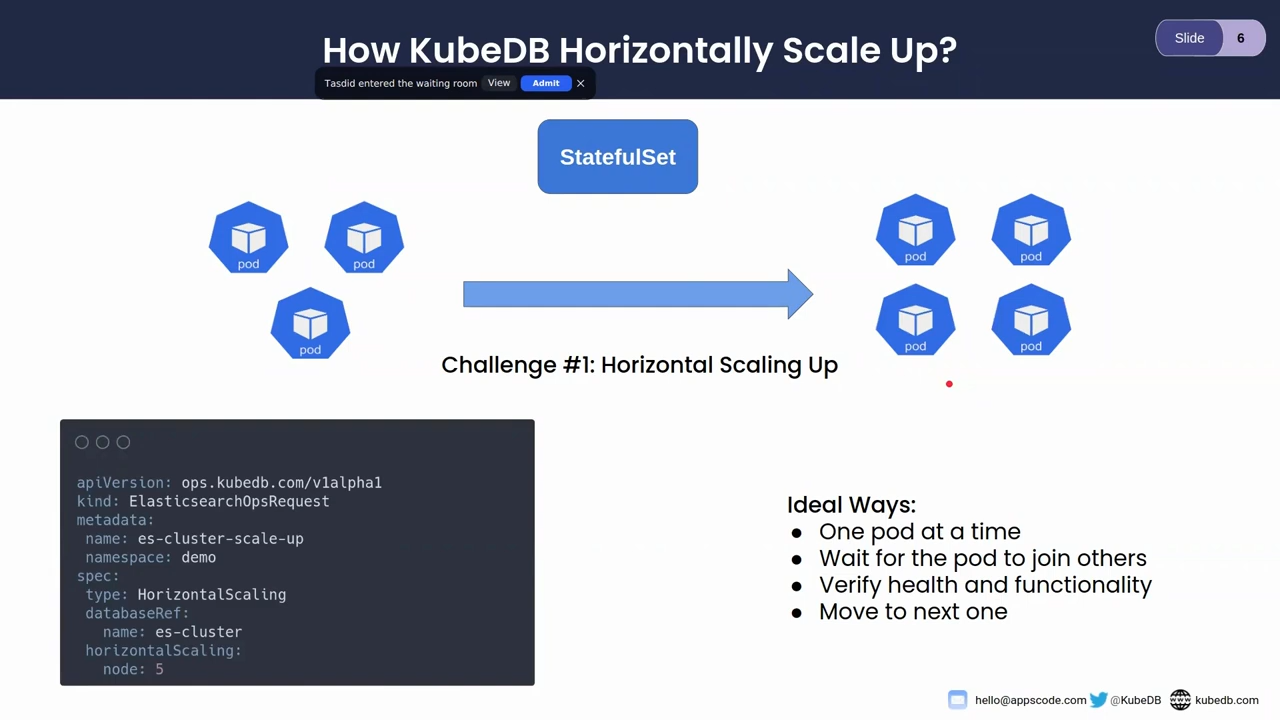 How KubeDB Horizontally Scale Up?
Slide 6
Tasdid entered the waiting room View Admit
StatefulSet
pod
pod
pod
pod
pod
pod
pod
Challenge #1: Horizontal Scaling Up
apiVersion: ops.kubedb.com/v1alpha1
kind: ElasticsearchOpsRequest
metadata:
 name: es-cluster-scale-up
 namespace: demo
spec:
 type: HorizontalScaling
 databaseRef:
   name: es-cluster
 horizontalScaling:
   node: 5
Ideal Ways:
● One pod at a time
● Wait for the pod to join others
● Verify health and functionality
● Move to next one
hello@appscode.com @KubeDB kubedb.com